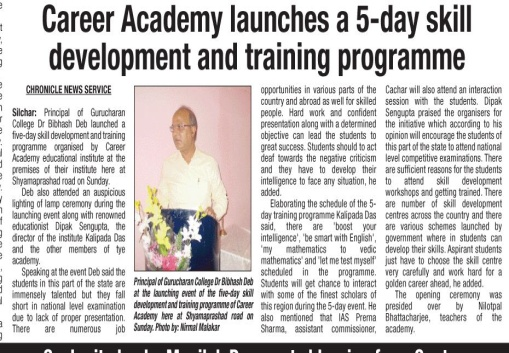 Career Academy launches a 5-day skill
development and training programme
CHRONICLE NEWS SERVICE
Silchar: Principal of Gurucharan
College Dr Bibhash Deb launched a
five-day skill development and training
programme organised by Career
Academy educational institute at the
premises of their institute here at
Shyamaprashad road on Sunday.
Deb also attended an auspicious
lighting of lamp ceremony during the
launching event along with renowned
educationist Dipak Sengupta, the
director of the institute Kalipada Das
and the other members of tye
academy.
Speaking at the event Deb said the
students in this part of the state are
immensely talented but they fall
short in national level examination
due to lack of proper presentation.
There are numerous job
Principal of Gurucharan College Dr Bibhash Deb
at the launching event of the five-day skill
development and training programme of Career
Academy here at Shyamaprashad road on
Sunday. Photo by: Nirmal Malakar
opportunities in various parts of the
country and abroad as well for skilled
people. Hard work and confident
presentation along with a determined
objective can lead the students to
great success. Students should to act
deaf towards the negative criticism
and they have to develop their
intelligence to face any situation, he
added.
Elaborating the schedule of the 5-
day training programme Kalipada Das
said, there are 'boost your
intelligence', 'be smart with English',
'my mathematics to vedic
mathematics' and 'let me test myself'
scheduled in the programme.
Students will get chance to interact
with some of the finest scholars of
this region during the 5-day event. He
also mentioned that IAS Prerna
Sharma, assistant commissioner,
Cachar will also attend an interaction
session with the students. Dipak
Sengupta praised the organisers for
the initiative which according to his
opinion will encourage the students of
this part of the state to attend national
level competitive examinations. There
are sufficient reasons for the students
to attend skill development
workshops and getting trained. There
are number of skill development
centres across the country and there
are various schemes launched by
government where in students can
develop their skills. Aspirant students
just have to choose the skill centre
very carefully and work hard for a
golden career ahead, he added.
The opening ceremony was
presided over by Nilotpal
Bhattacharjee, teachers of the
academy.